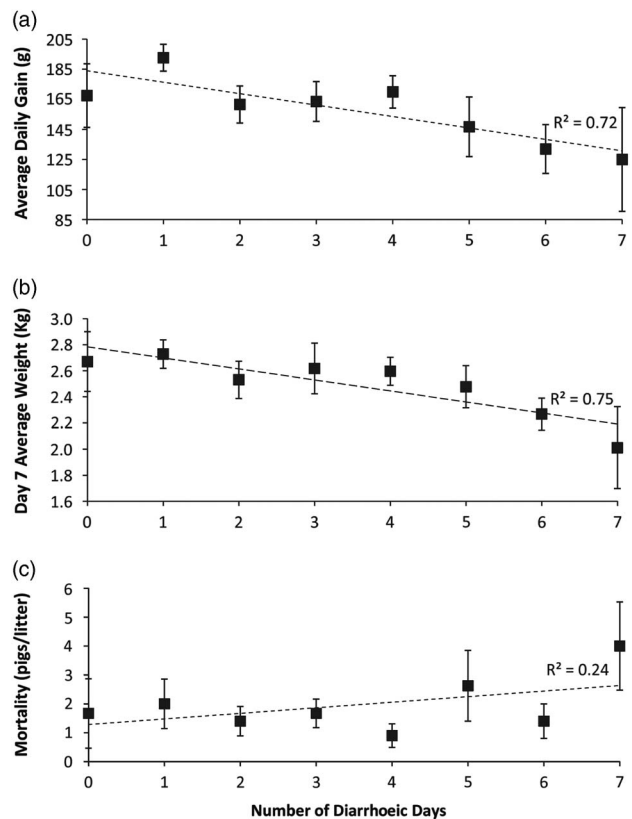 (a)
Average Daily Gain (g)
205
185
165
145
125
105
85
R² = 0.72
0 1 2 3 4 5 6 7
(b)
Day 7 Average Weight (Kg)
3.0
2.8
2.6
2.4
2.2
2.0
1.8
1.6
R² = 0.75
0 1 2 3 4 5 6 7
(c)
Mortality (pigs/litter)
6
5
4
3
2
1
0
R² = 0.24
0 1 2 3 4 5 6 7
Number of Diarrhoeic Days